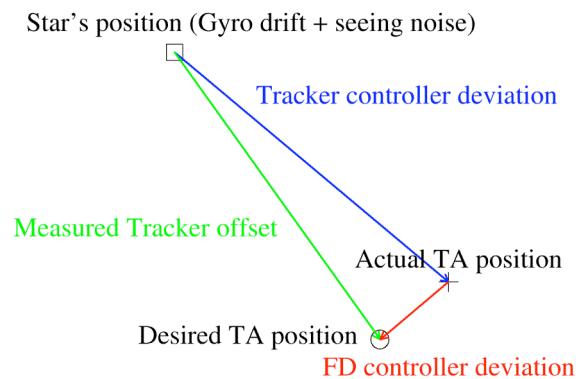 Star's position (Gyro drift + seeing noise)
Tracker controller deviation
Measured Tracker offset
Actual TA position
Desired TA position
FD controller deviation